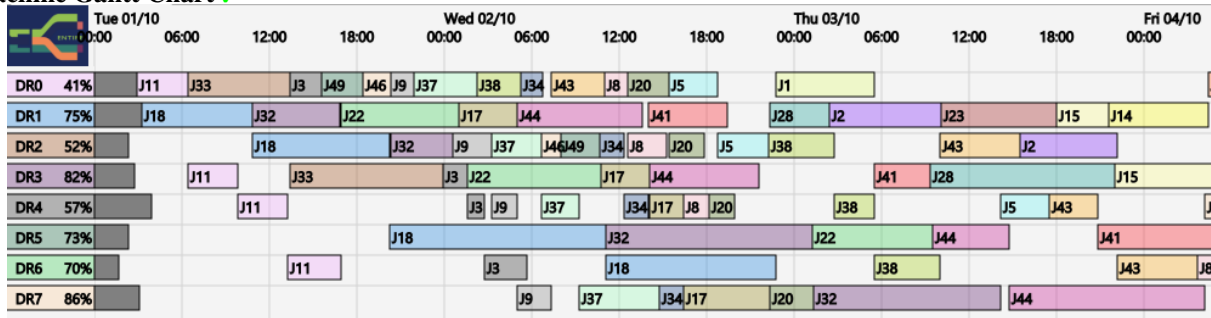 Machine Gantt Chart
Tue 01/10 Wed 02/10 Thu 03/10 Fri 04/10
00:00 06:00 12:00 18:00 00:00 06:00 12:00 18:00 00:00 06:00 12:00 18:00 00:00
DR0 41% J11 J33 J3 J49 J46 J9 J37 J38 J34 J43 J8 J20 J5 J1
DR1 75% J18 J32 J22 J17 J44 J41 J28 J2 J23 J15 J14
DR2 52% J18 J32 J9 J37 J46 J49 J34 J8 J20 J5 J38 J43 J2
DR3 82% J11 J33 J3 J22 J17 J44 J41 J28 J15
DR4 57% J11 J3 J9 J37 J34 J17 J8 J20 J38 J5 J43
DR5 73% J18 J32 J22 J44 J41
DR6 70% J11 J3 J18 J38 J43 J8
DR7 86% J9 J37 J34 J17 J20 J32 J44